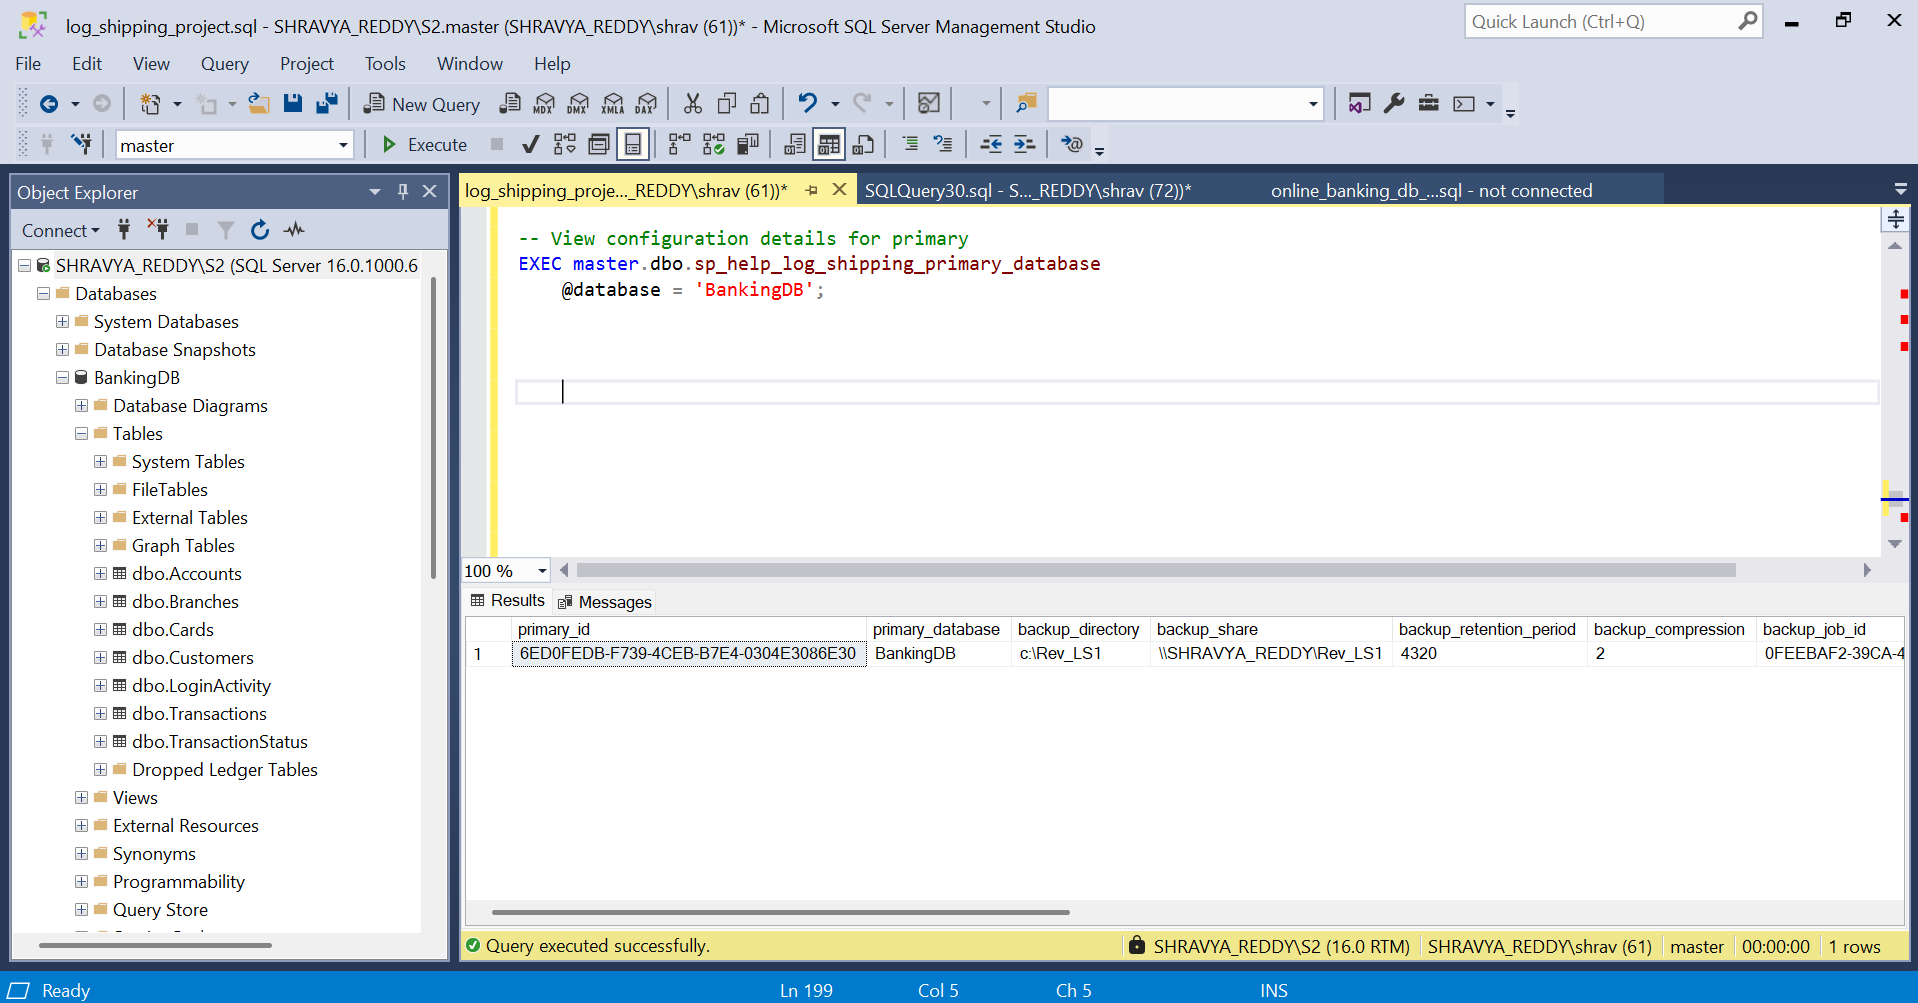 log_shipping_project.sql - SHRAVYA_REDDY\S2.master (SHRAVYA_REDDY\shrav (61))* - Microsoft SQL Server Management Studio
Quick Launch (Ctrl+Q)
File Edit View Query Project Tools Window Help
New Query MDX DMX XMLA DAX
master Execute
Object Explorer
Connect
SHRAVYA_REDDY\S2 (SQL Server 16.0.1000.6
Databases
System Databases
Database Snapshots
BankingDB
Database Diagrams
Tables
System Tables
FileTables
External Tables
Graph Tables
dbo.Accounts
dbo.Branches
dbo.Cards
dbo.Customers
dbo.LoginActivity
dbo.Transactions
dbo.TransactionStatus
Dropped Ledger Tables
Views
External Resources
Synonyms
Programmability
Query Store
log_shipping_proje..._REDDY\shrav (61))* SQLQuery30.sql - S..._REDDY\shrav (72))* online_banking_db_...sql - not connected
-- View configuration details for primary
EXEC master.dbo.sp_help_log_shipping_primary_database
@database = 'BankingDB';
100 %
Results Messages
primary_id primary_database backup_directory backup_share backup_retention_period backup_compression backup_job_id
1 6ED0FEDB-F739-4CEB-B7E4-0304E3086E30 BankingDB c:\Rev_LS1 \\SHRAVYA_REDDY\Rev_LS1 4320 2 0FEEBAF2-39CA-4
Query executed successfully. SHRAVYA_REDDY\S2 (16.0 RTM) SHRAVYA_REDDY\shrav (61) master 00:00:00 1 rows
Ready Ln 199 Col 5 Ch 5 INS